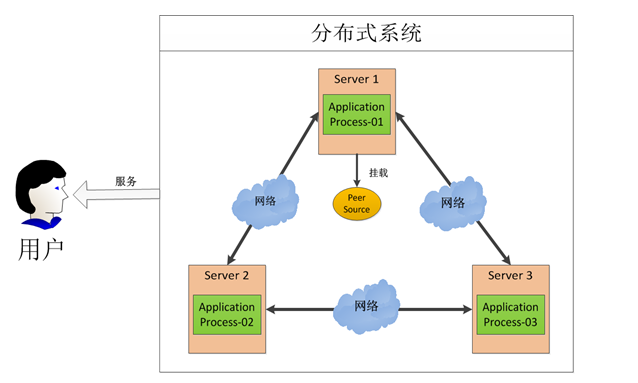 分布式系统
Server 1
Application
Process-01
挂载
服务
网络
Peer
Source
网络
用户
Server 2
Application
Process-02
网络
Server 3
Application
Process-03